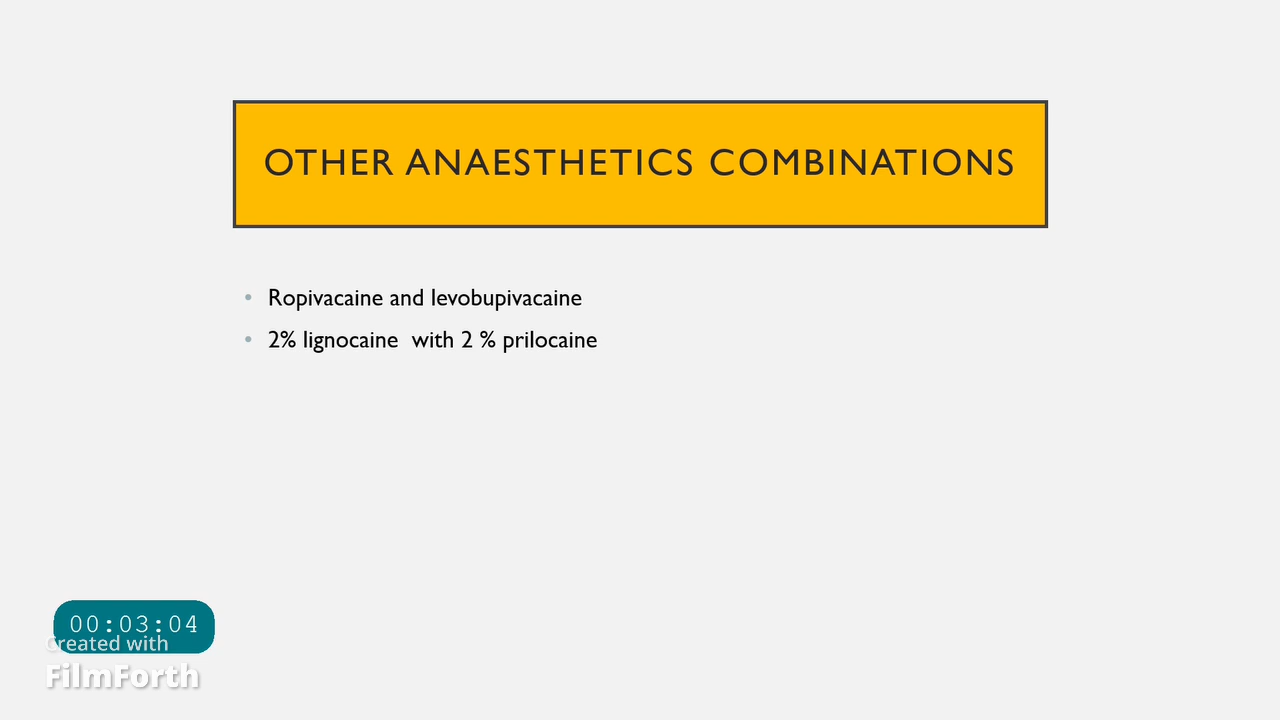 OTHER ANAESTHETICS COMBINATIONS
• Ropivacaine and levobupivacaine
• 2% lignocaine  with 2 % prilocaine
00:03:04
Created with
FilmForth